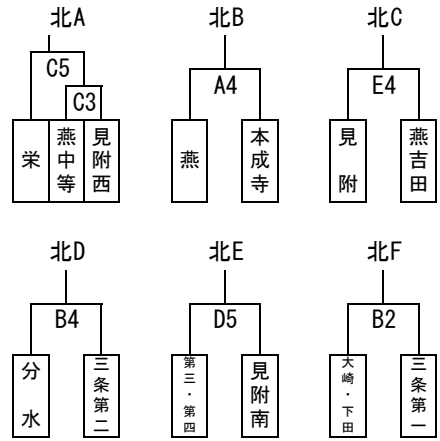 北A
北B
北C
C5
C3
A4
E4
栄
燕中等
見附西
燕
本成寺
見附
燕吉田
北D
北E
北F
B4
D5
B2
分水
三条第二
第三・第四
見附南
大崎・下田
三条第一